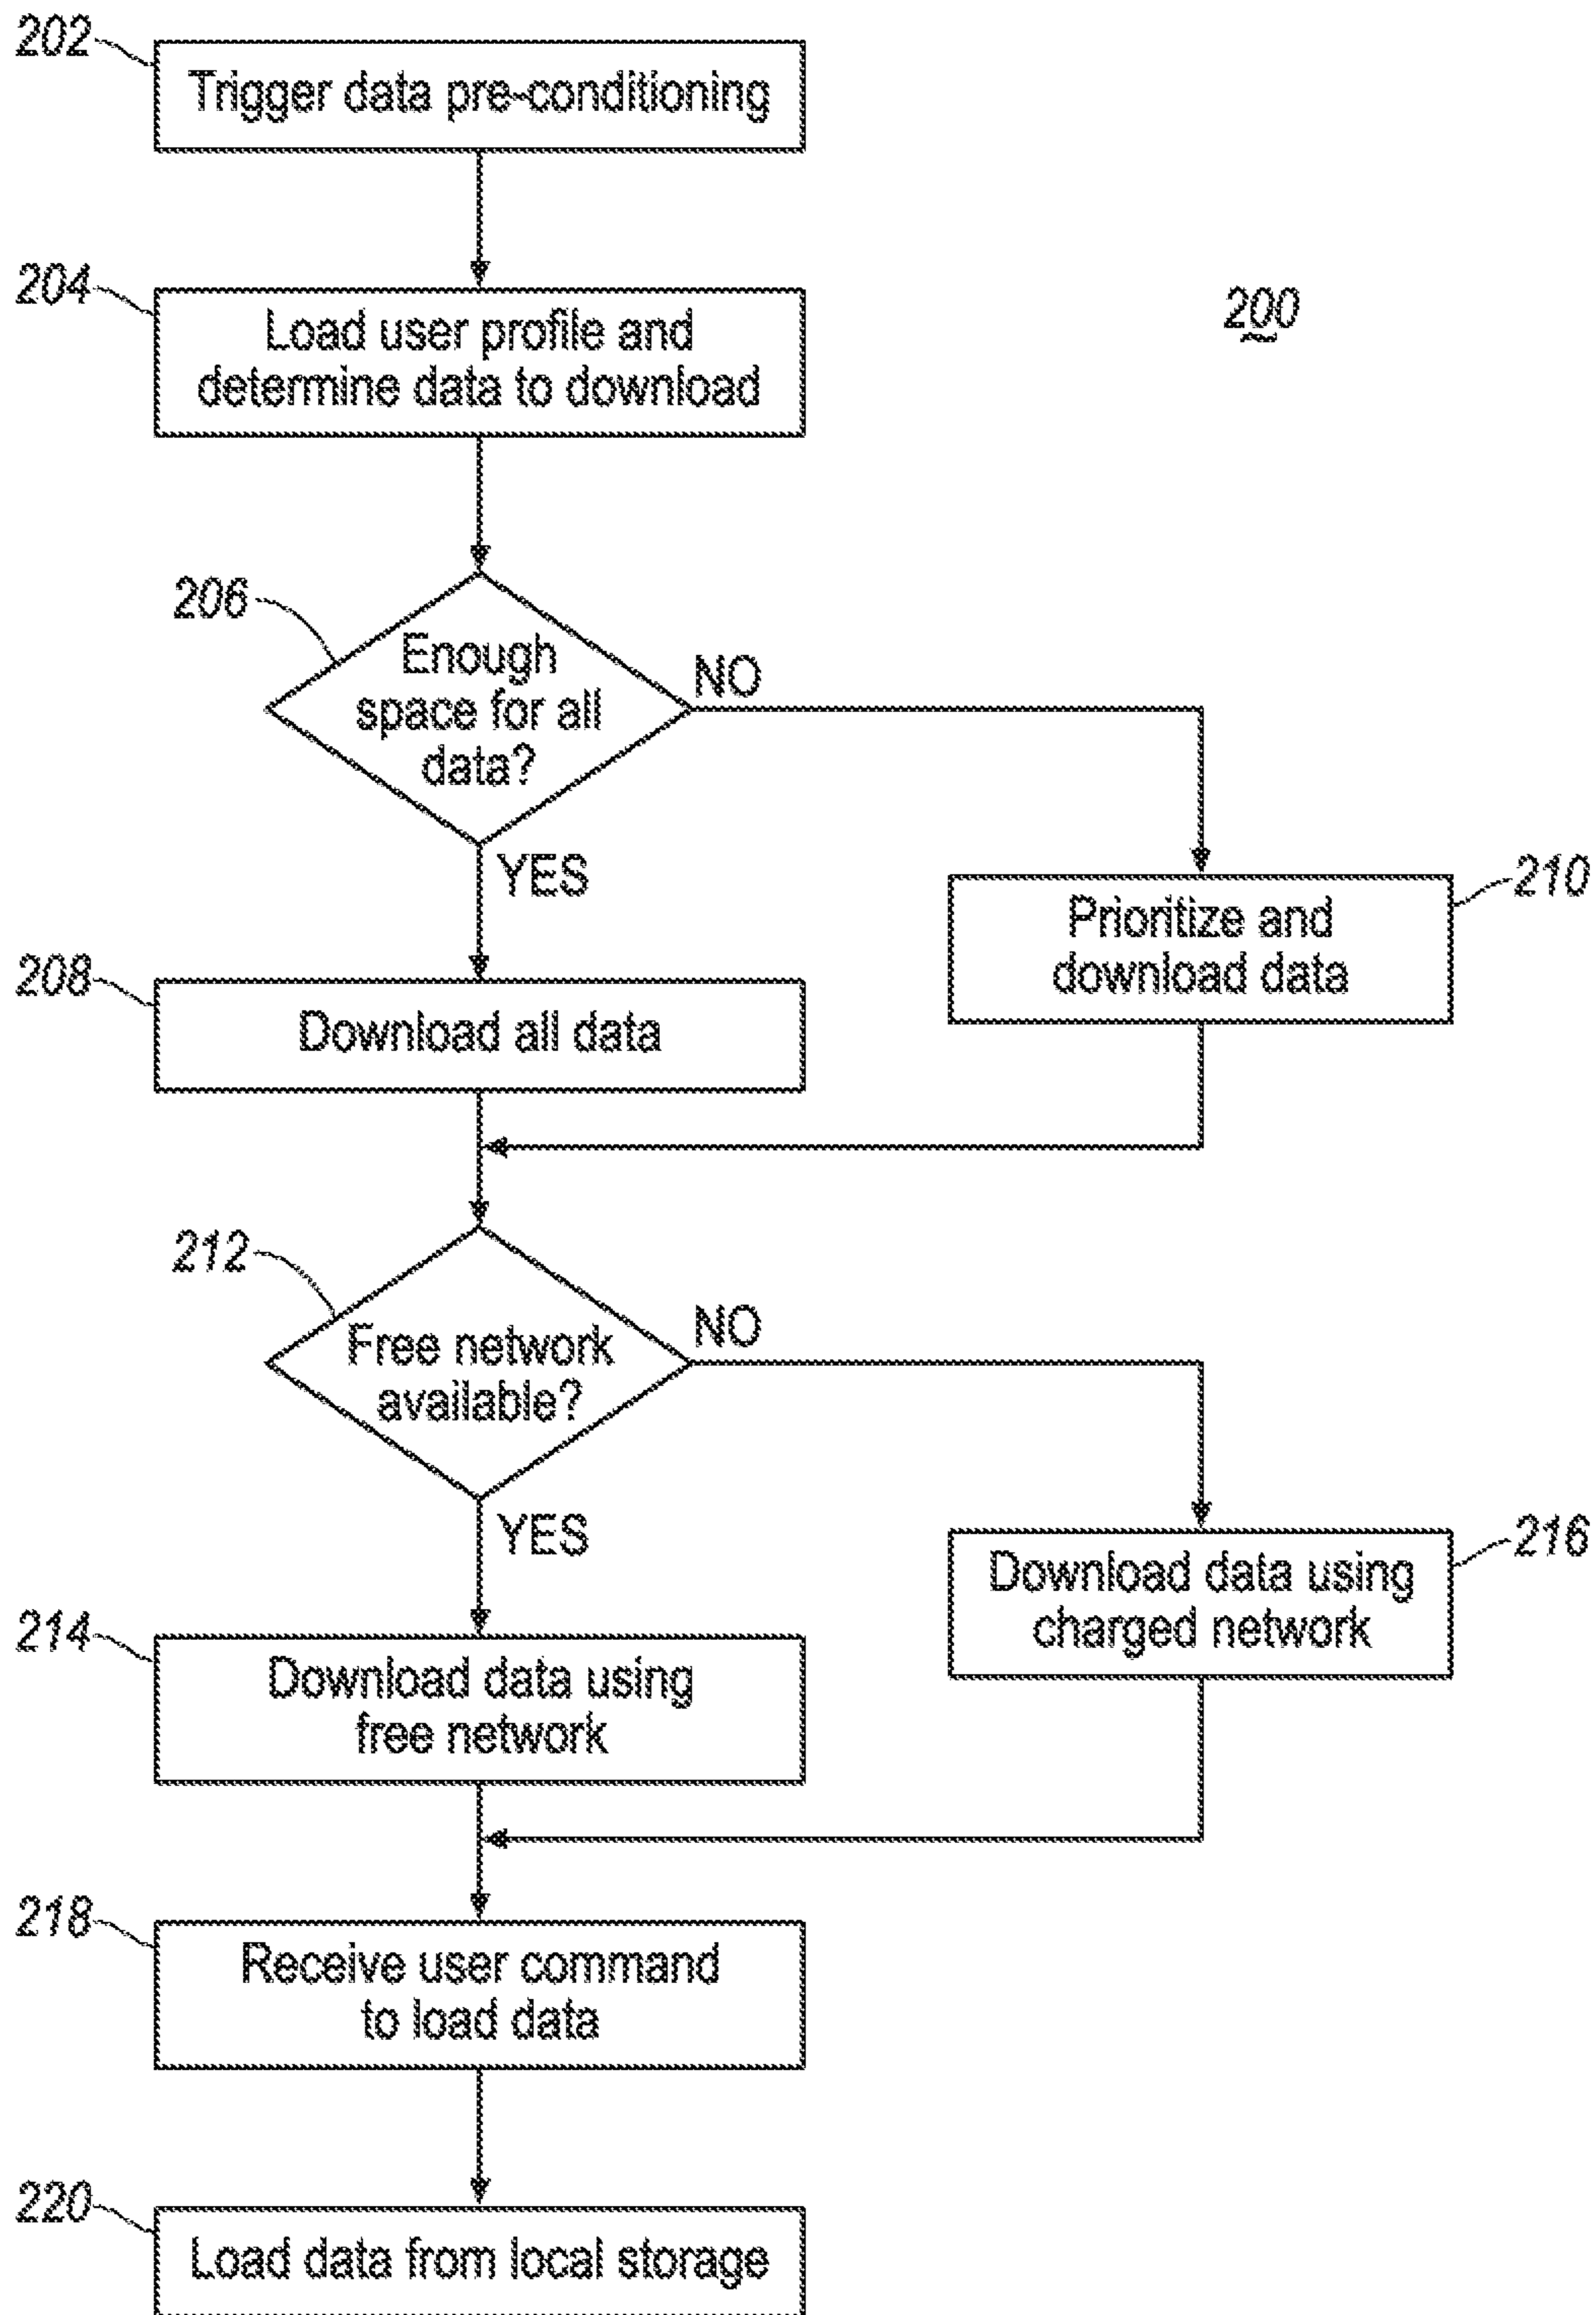 202
Trigger data pre-conditioning
204
Load user profile and
determine data to download
200
206
Enough
space for all
data?
NO
YES
210
Prioritize and
download data
208
Download all data
212
Free network
available?
NO
YES
216
Download data using
charged network
214
Download data using
free network
218
Receive user command
to load data
220
Load data from local storage